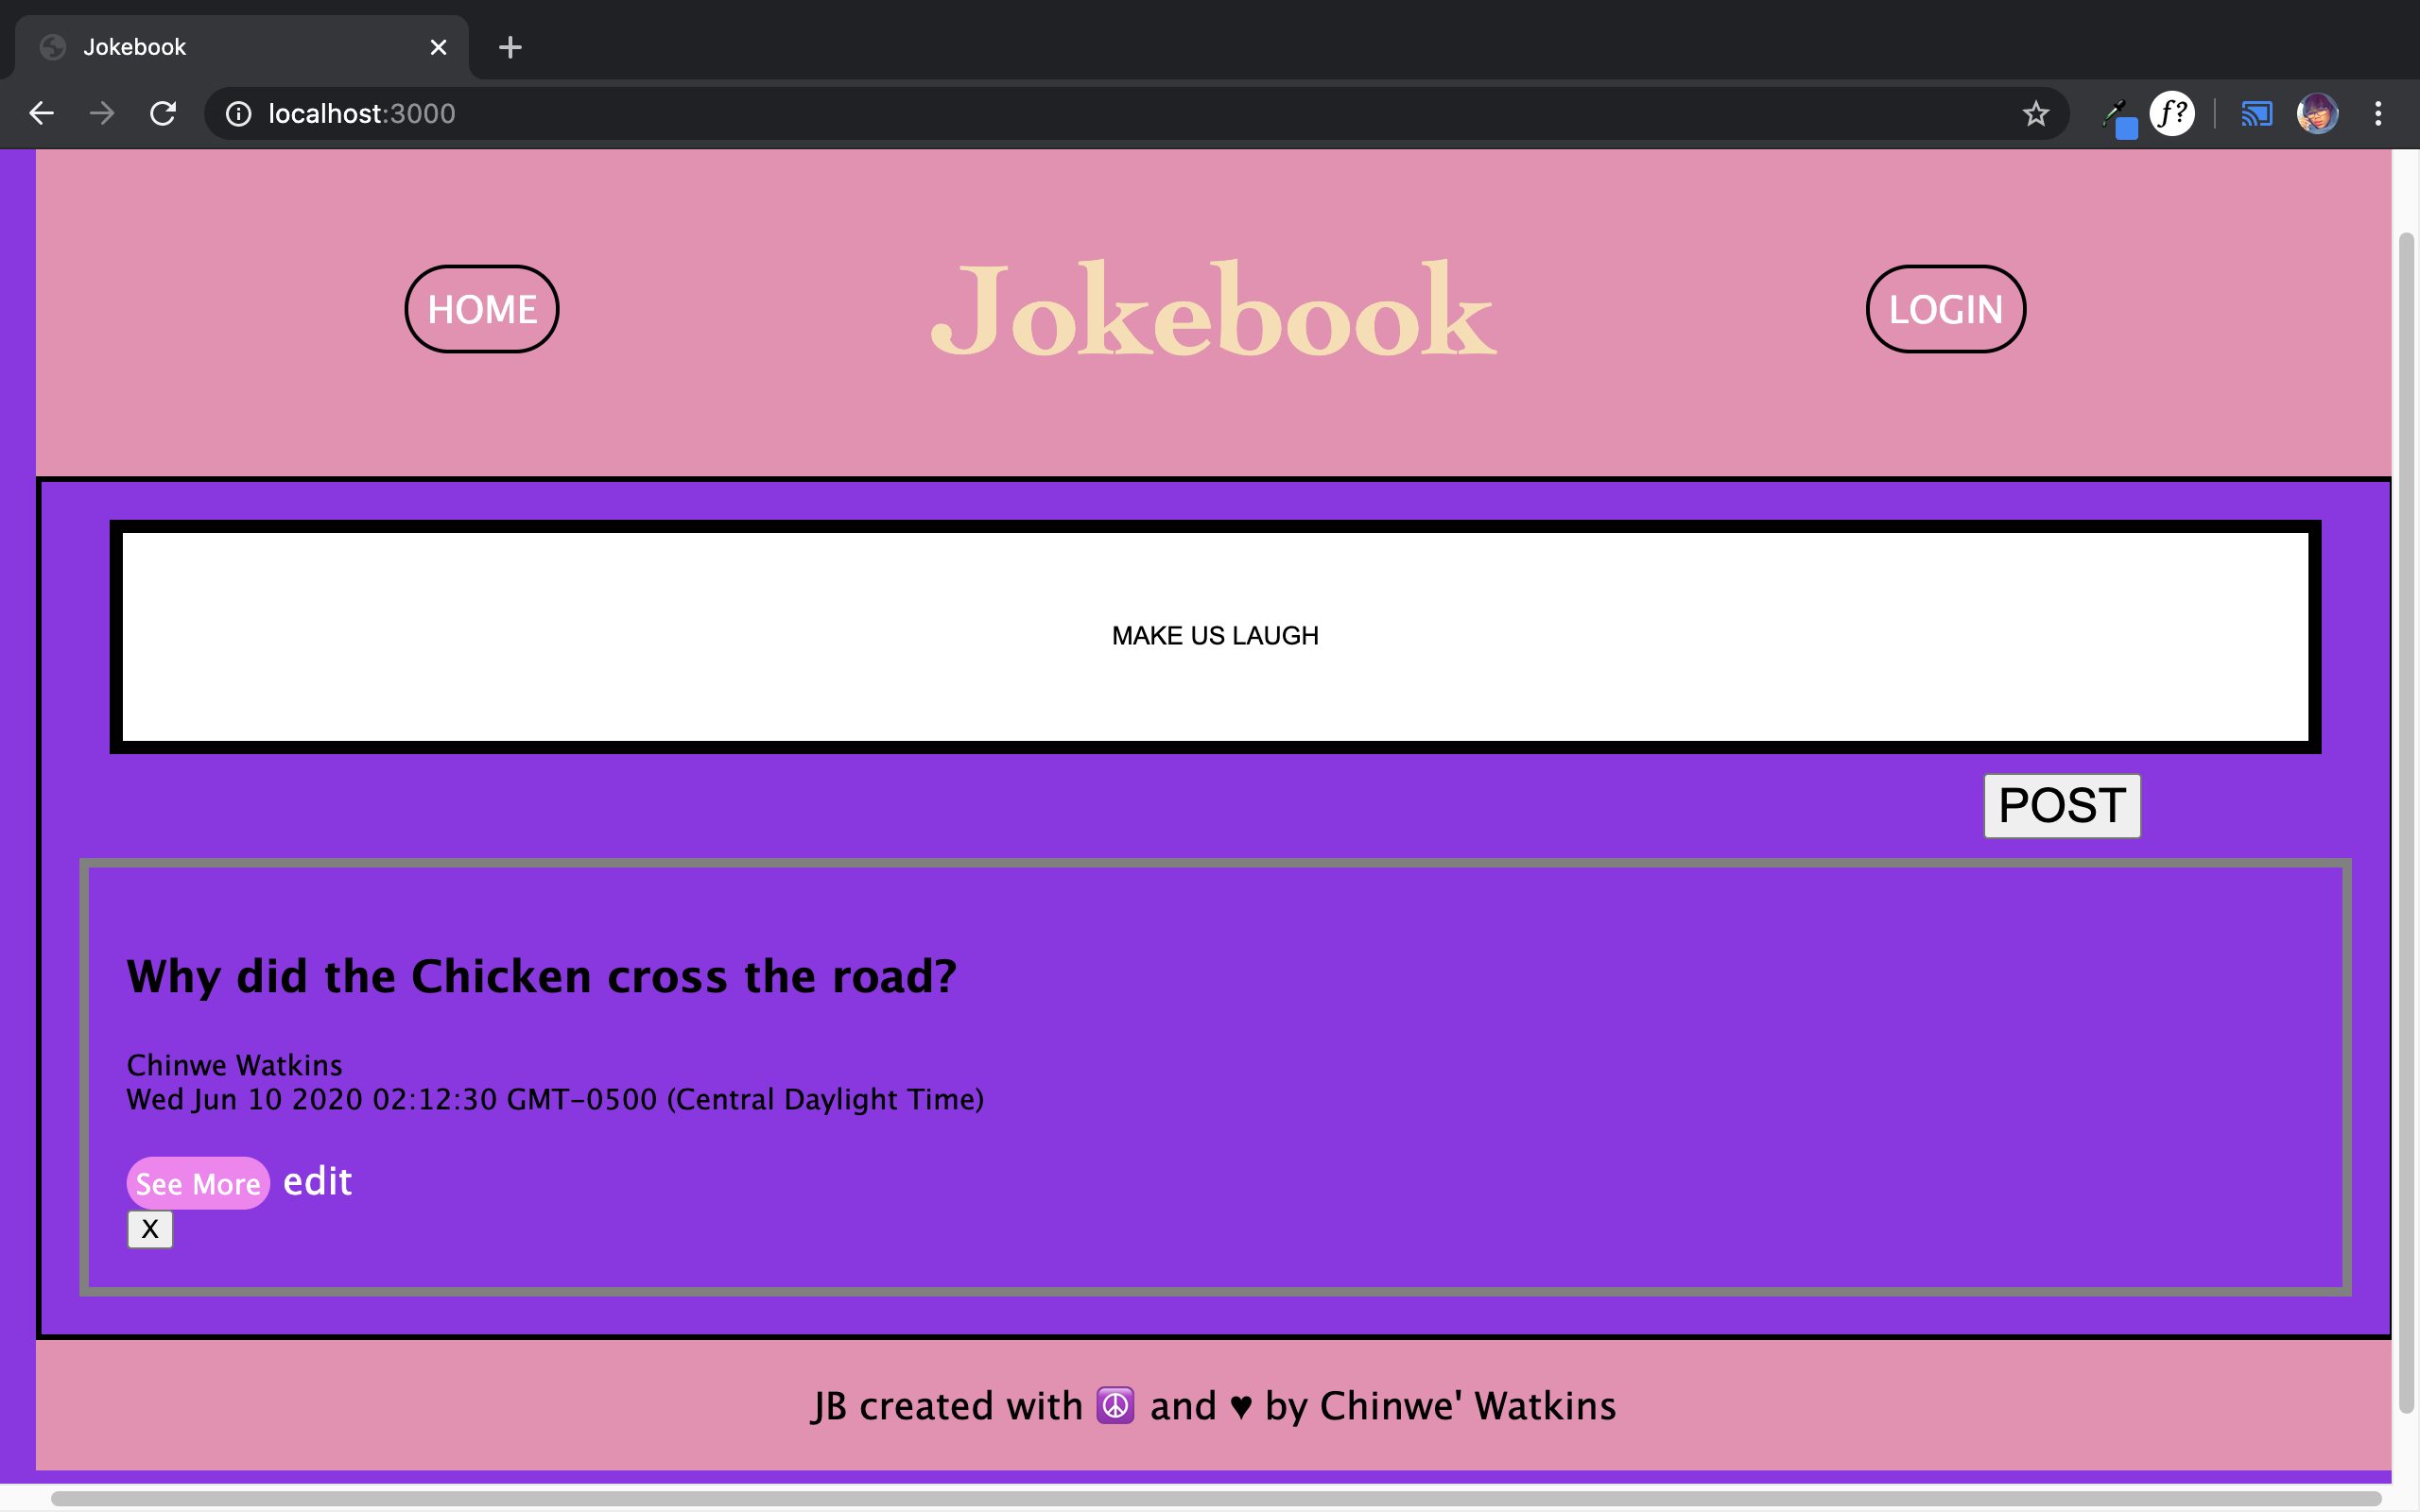 Jokebook
localhost:3000
f?
HOME
Jokebook
LOGIN
MAKE US LAUGH
POST
Why did the Chicken cross the road?
Chinwe Watkins
Wed Jun 10 2020 02:12:30 GMT-0500 (Central Daylight Time)
See More edit
X
JB created with ☮️ and ♥ by Chinwe' Watkins